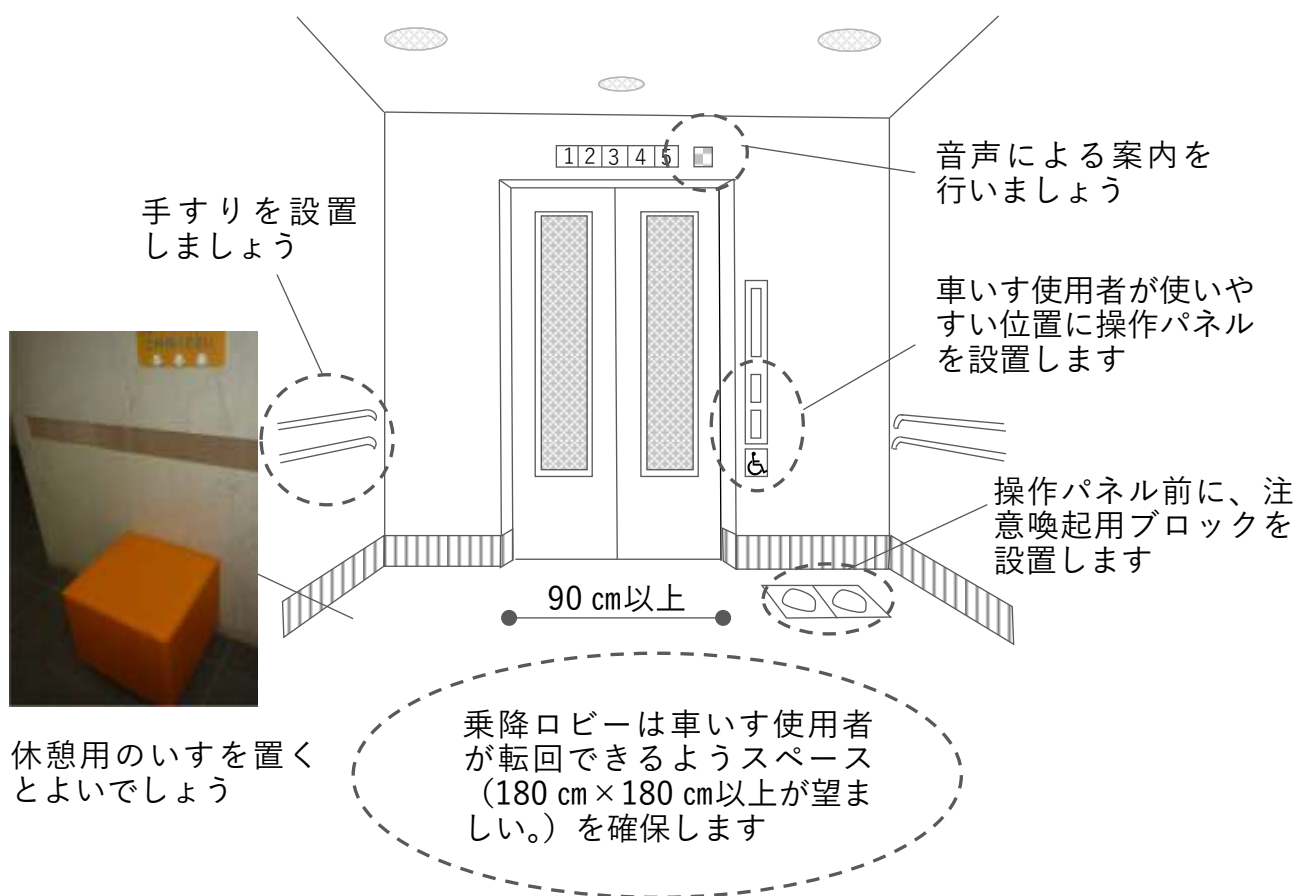 1 2 3 4 5
音声による案内を
行いましょう
手すりを設置
しましょう
車いす使用者が使いや
すい位置に操作パネル
を設置します
操作パネル前に、注
意喚起用ブロックを
設置します
90 ㎝以上
乗降ロビーは車いす使用者
が転回できるようスペース
（180 ㎝×180 ㎝以上が望ま
しい。）を確保します
休憩用のいすを置く
とよいでしょう